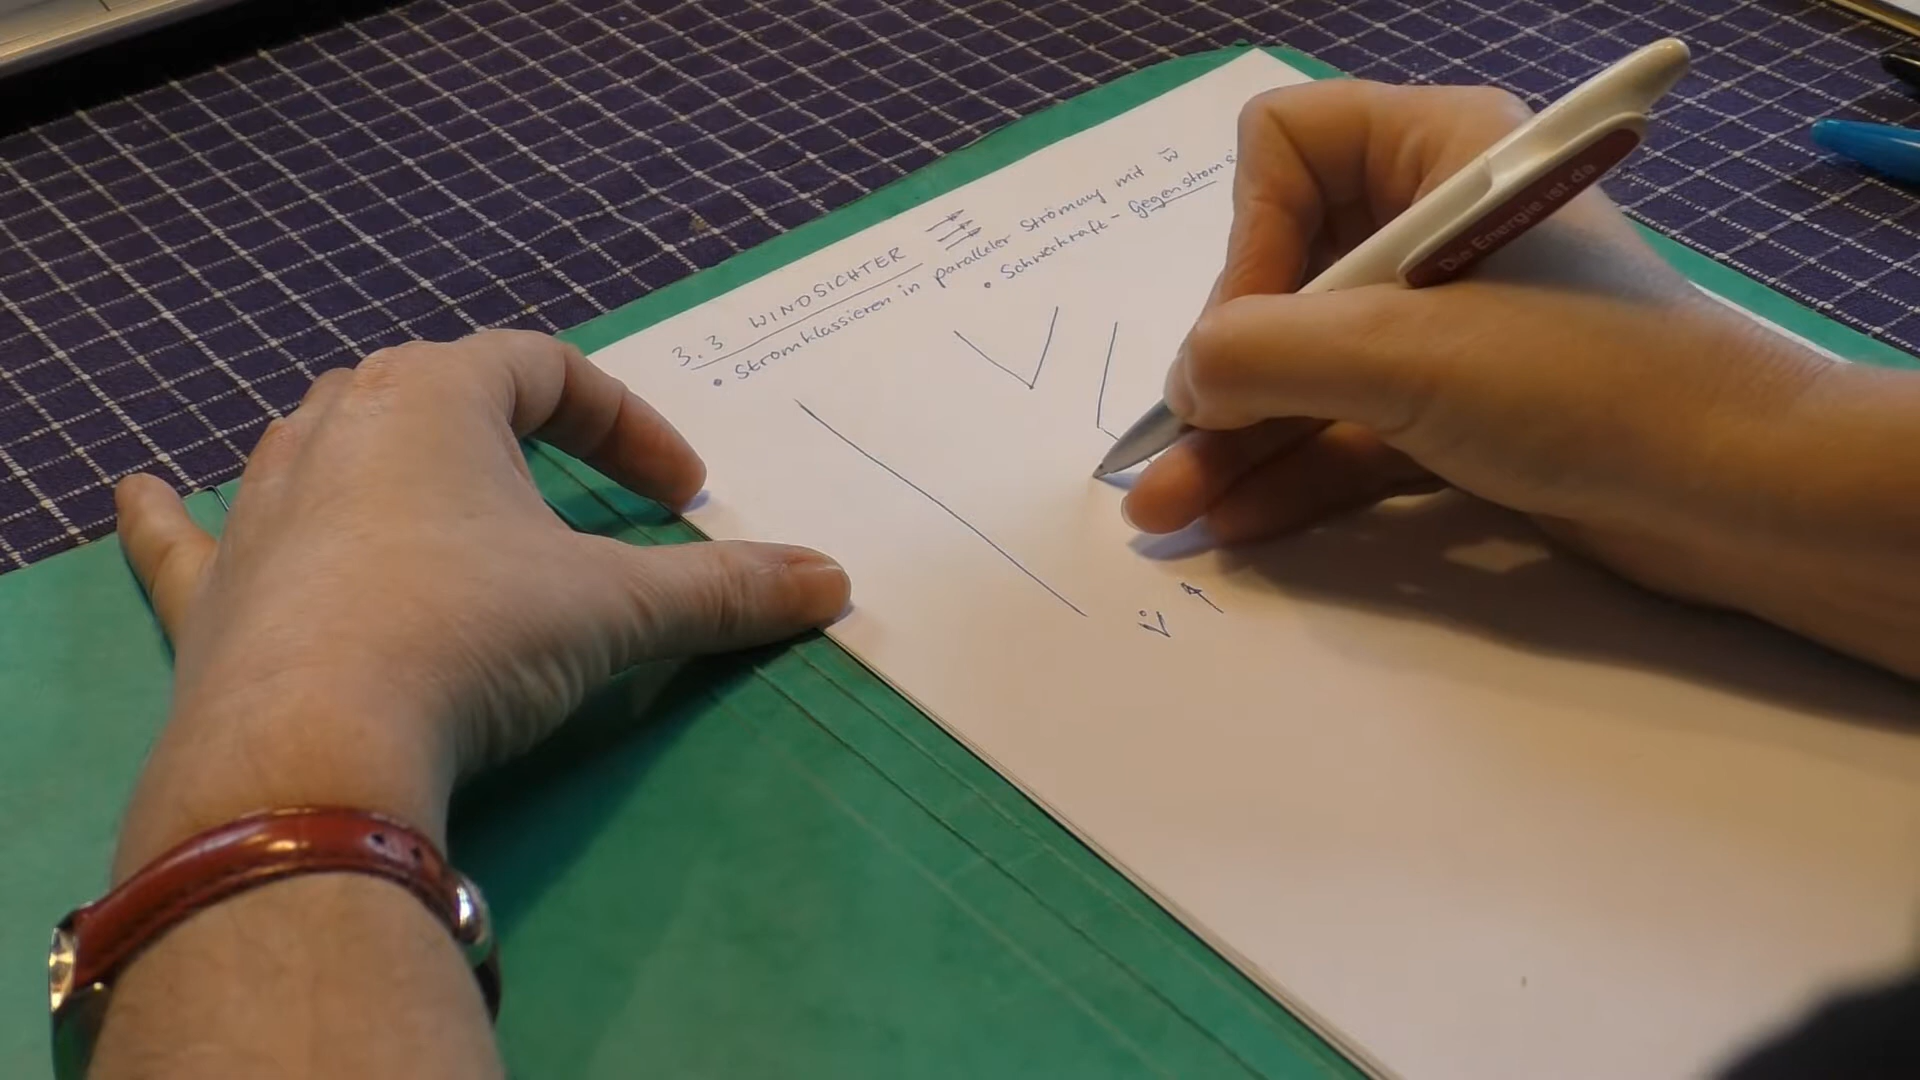 3.3 WINDSICHTER
• Stromklassieren in paralleler Strömung mit w̄
• Schwerkraft - Gegenstrom
V̇
Die Energie ist da